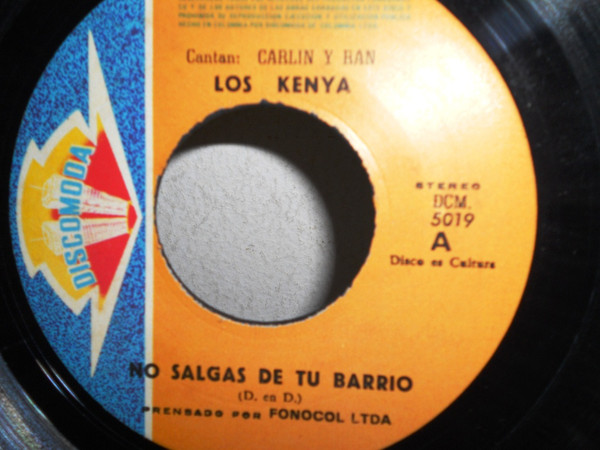 Cantan: CARLIN Y RAN
LOS KENYA
DISCOMODA
STEREO
DCM.
5019
A
Disco es Cultura
NO SALGAS DE TU BARRIO
(D. en D.)
PRENSADO POR FONOCOL LTDA